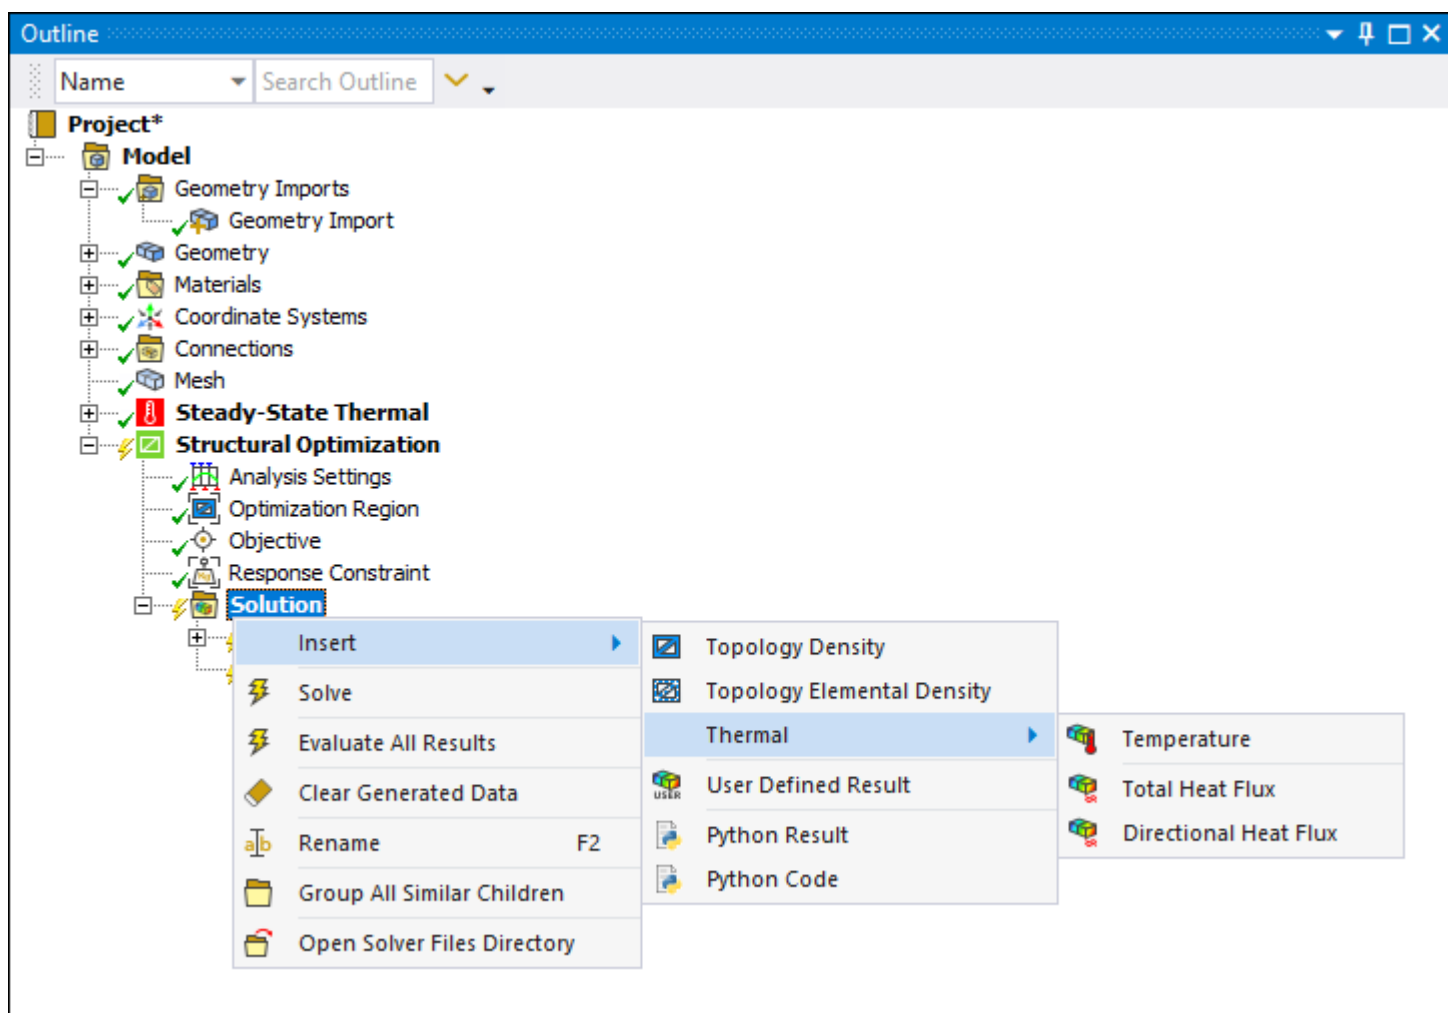 Outline
Name
Search Outline
Project*
Model
Geometry Imports
Geometry Import
Geometry
Materials
Coordinate Systems
Connections
Mesh
Steady-State Thermal
Structural Optimization
Analysis Settings
Optimization Region
Objective
Response Constraint
Solution
Insert
Solve
Evaluate All Results
Clear Generated Data
Rename F2
Group All Similar Children
Open Solver Files Directory
Topology Density
Topology Elemental Density
Thermal
User Defined Result
Python Result
Python Code
Temperature
Total Heat Flux
Directional Heat Flux